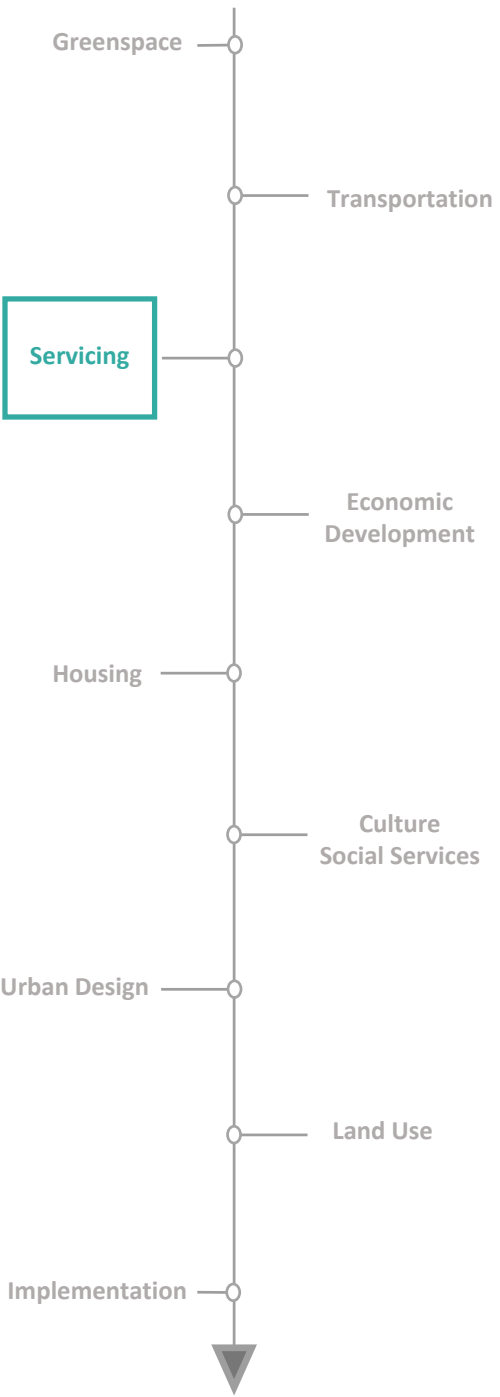 Greenspace
Transportation
Servicing
Economic
Development
Housing
Culture
Social Services
Urban Design
Land Use
Implementation